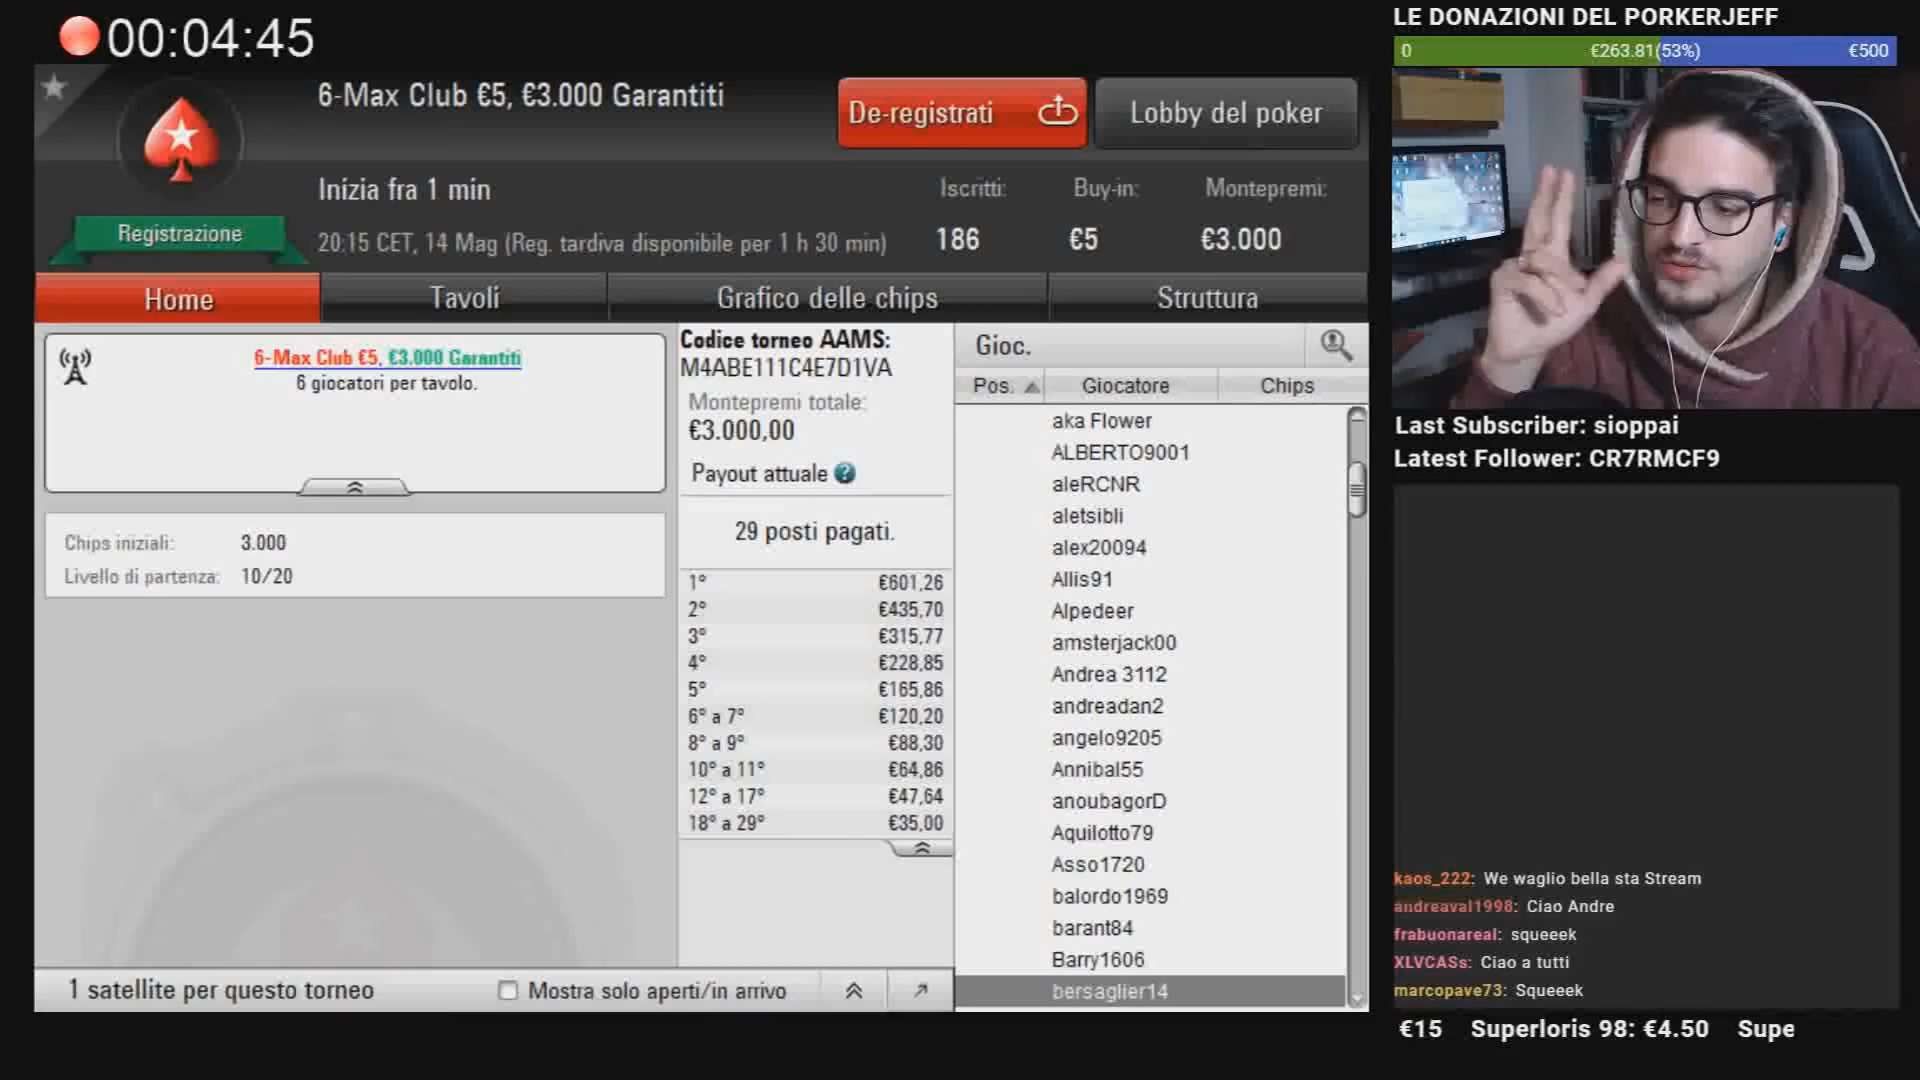 00:04:45
6-Max Club €5, €3.000 Garantiti
De-registrati
Lobby del poker
Inizia fra 1 min
Registrazione
20:15 CET, 14 Mag (Reg. tardiva disponibile per 1 h 30 min)
Iscritti:
186
Buy-in:
€5
Montepremi:
€3.000
Home
Tavoli
Grafico delle chips
Struttura
6-Max Club €5, €3.000 Garantiti
6 giocatori per tavolo.
Chips iniziali: 3.000
Livello di partenza: 10/20
Codice torneo AAMS:
M4ABE111C4E7D1VA
Montepremi totale:
€3.000,00
Payout attuale ?
29 posti pagati.
1° €601,26
2° €435,70
3° €315,77
4° €228,85
5° €165,86
6° a 7° €120,20
8° a 9° €88,30
10° a 11° €64,86
12° a 17° €47,64
18° a 29° €35,00
Gioc.
Pos. Giocatore Chips
aka Flower
ALBERTO9001
aleRCNR
aletsibli
alex20094
Allis91
Alpedeer
amsterjack00
Andrea 3112
andreadan2
angelo9205
Annibal55
anoubagorD
Aquilotto79
Asso1720
balordo1969
barant84
Barry1606
bersaglier14
1 satellite per questo torneo
Mostra solo aperti/in arrivo
LE DONAZIONI DEL PORKERJEFF
0 €263.81(53%) €500
Last Subscriber: sioppai
Latest Follower: CR7RMCF9
kaos_222: We waglio bella sta Stream
andreaval1998: Ciao Andre
frabuonareal: squeeek
XLVCASs: Ciao a tutti
marcopave73: Squeeek
€15 Superloris 98: €4.50 Supe